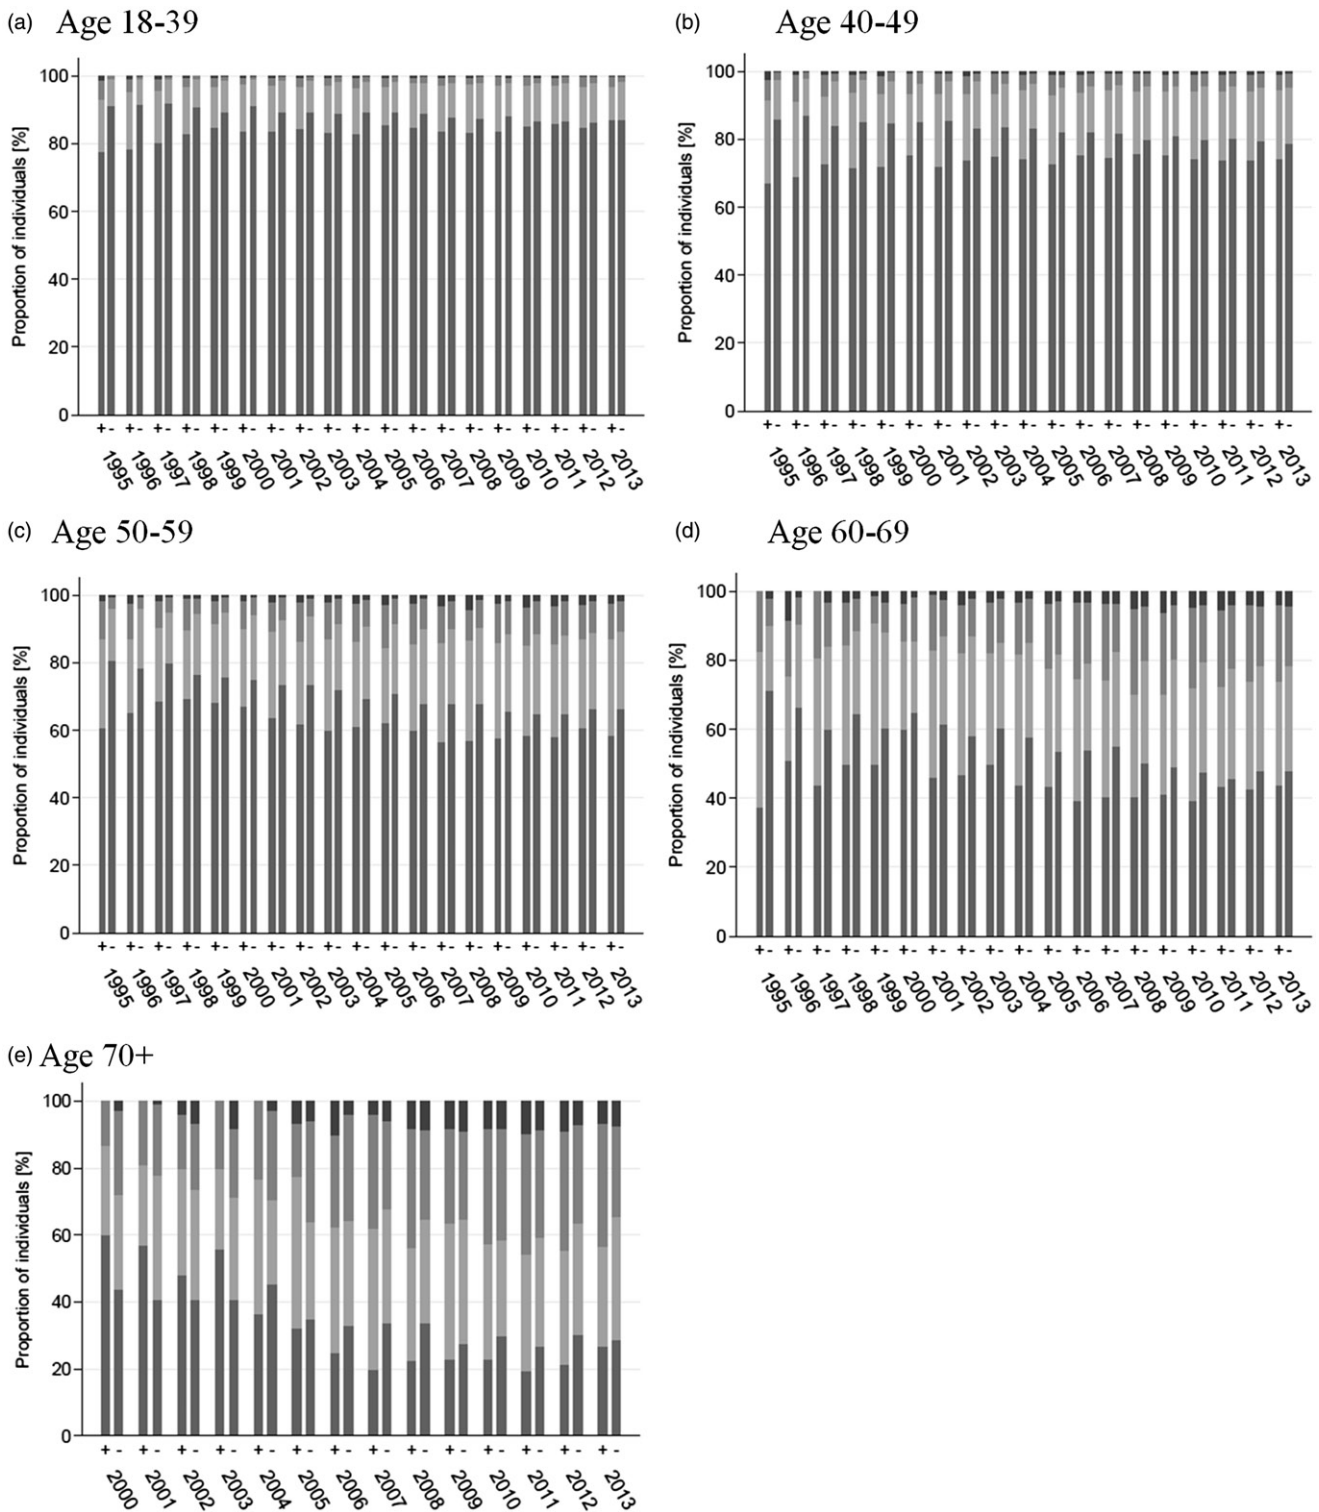 (a) Age 18-39
Proportion of individuals [%]
100
80
60
40
20
0
+- +- +- +- +- +- +- +- +- +- +- +- +- +- +- +- +- +- +-
1995 1996 1997 1998 1999 2000 2001 2002 2003 2004 2005 2006 2007 2008 2009 2010 2011 2012 2013
(b) Age 40-49
Proportion of individuals [%]
100
80
60
40
20
0
+- +- +- +- +- +- +- +- +- +- +- +- +- +- +- +- +- +- +-
1995 1996 1997 1998 1999 2000 2001 2002 2003 2004 2005 2006 2007 2008 2009 2010 2011 2012 2013
(c) Age 50-59
Proportion of individuals [%]
100
80
60
40
20
0
+- +- +- +- +- +- +- +- +- +- +- +- +- +- +- +- +- +- +-
1995 1996 1997 1998 1999 2000 2001 2002 2003 2004 2005 2006 2007 2008 2009 2010 2011 2012 2013
(d) Age 60-69
Proportion of individuals [%]
100
80
60
40
20
0
+- +- +- +- +- +- +- +- +- +- +- +- +- +- +- +- +- +- +-
1995 1996 1997 1998 1999 2000 2001 2002 2003 2004 2005 2006 2007 2008 2009 2010 2011 2012 2013
(e) Age 70+
Proportion of individuals [%]
100
80
60
40
20
0
+ - + - + - + - + - + - + - + - + - + - + - + - + - + -
2000 2001 2002 2003 2004 2005 2006 2007 2008 2009 2010 2011 2012 2013